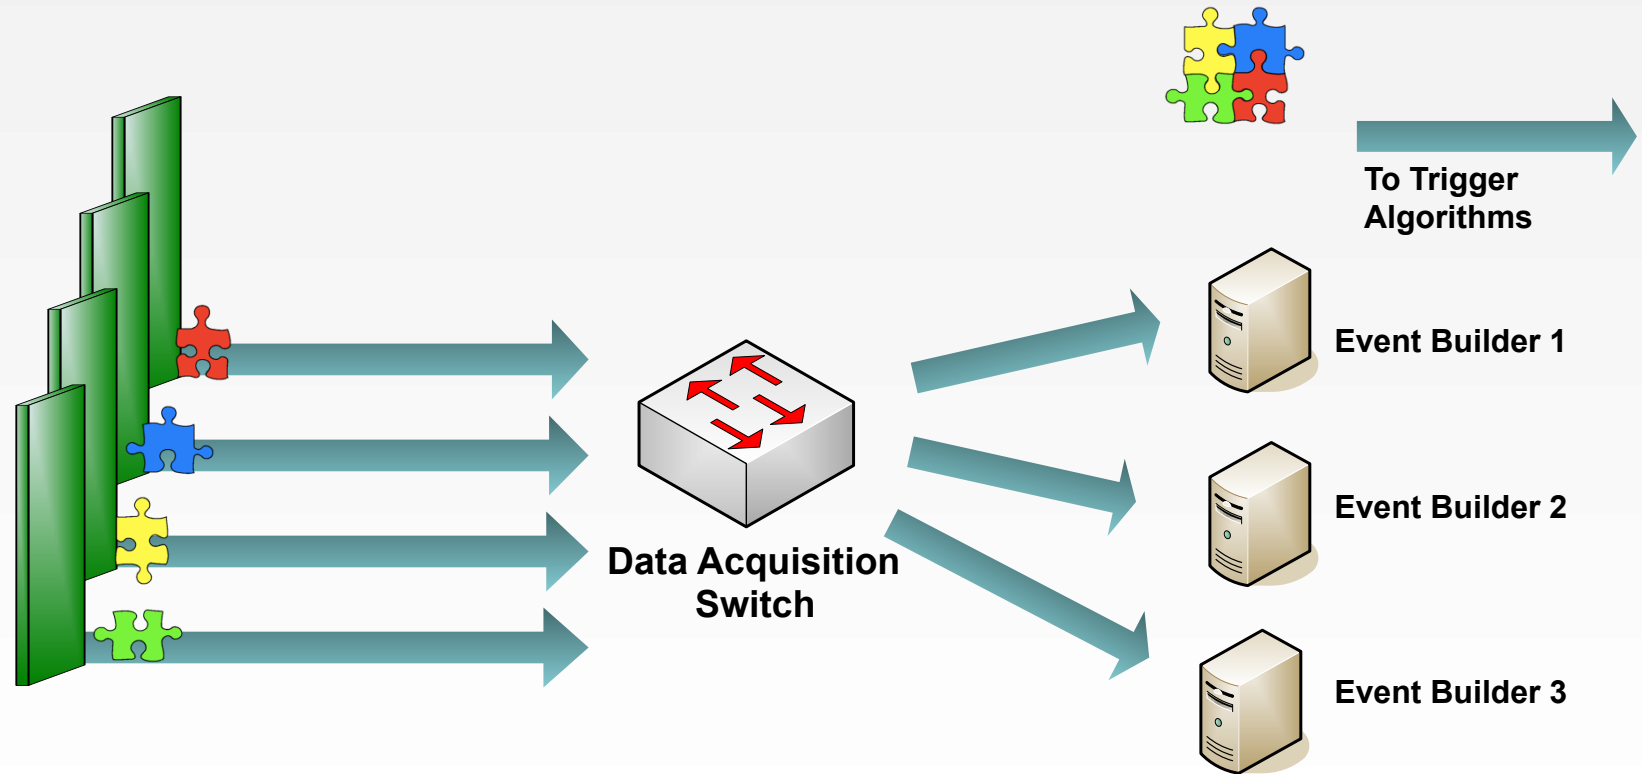 To Trigger
Algorithms
Event Builder 1
Data Acquisition
Switch
Event Builder 2
Event Builder 3